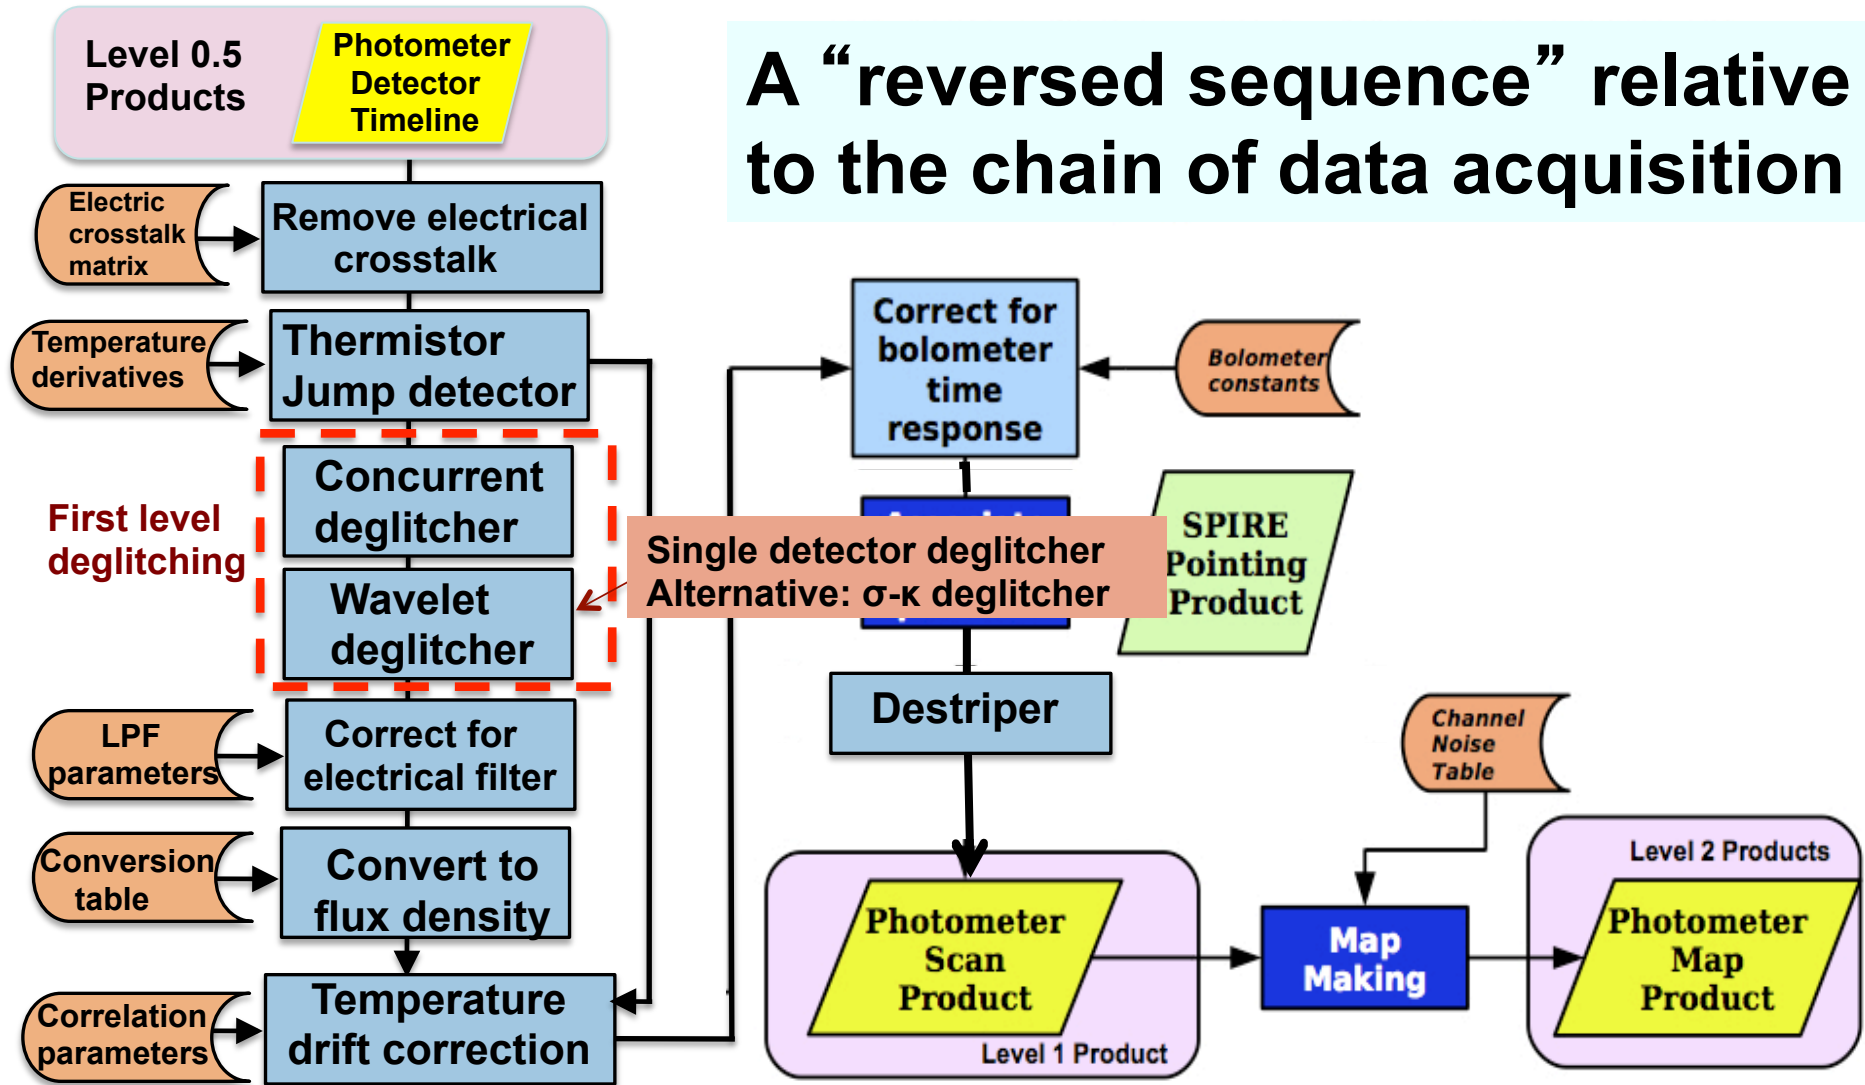 Level 0.5
Products
Photometer
Detector
Timeline
A “reversed sequence” relative
to the chain of data acquisition
Electric
crosstalk
matrix
Remove electrical
crosstalk
Temperature
derivatives
Thermistor
Jump detector
First level
deglitching
Concurrent
deglitcher
Wavelet
deglitcher
Single detector deglitcher
Alternative: σ-κ deglitcher
LPF
parameters
Correct for
electrical filter
Conversion
table
Convert to
flux density
Correlation
parameters
Temperature
drift correction
Correct for
bolometer
time
response
Bolometer
constants
SPIRE
Pointing
Product
Destriper
Channel
Noise
Table
Photometer
Scan
Product
Level 1 Product
Map
Making
Level 2 Products
Photometer
Map
Product